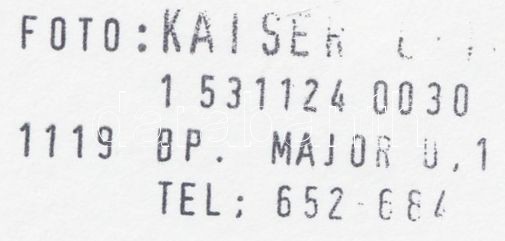 FOTO: KAISER
1 531124 0030
1119 BP. MAJOR U,1
TEL; 652-684